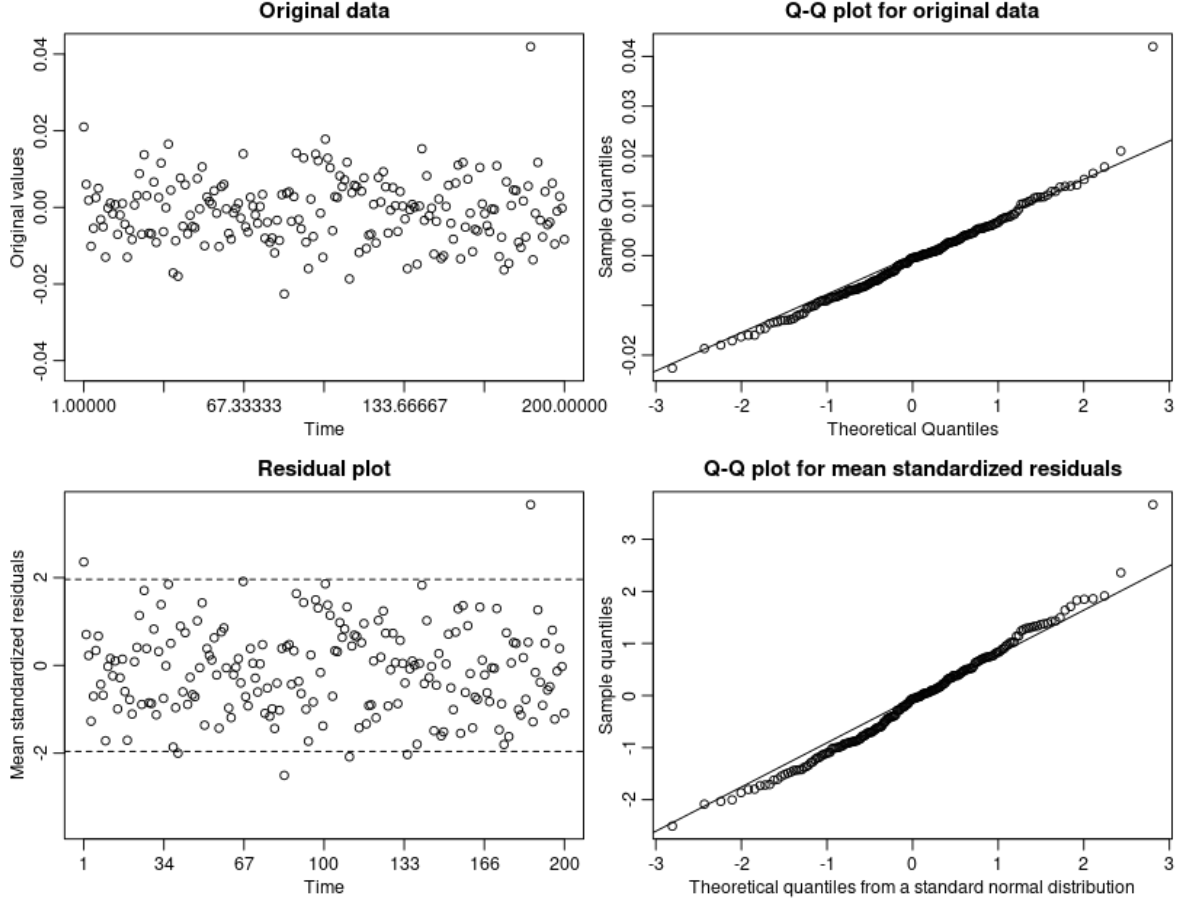 Original data
Original values
0.04
0.02
0.00
-0.02
-0.04
1.00000 67.33333 133.66667 200.00000
Time
Q-Q plot for original data
Sample Quantiles
0.04
0.03
0.02
0.01
0.00
-0.02
-3 -2 -1 0 1 2 3
Theoretical Quantiles
Residual plot
Mean standardized residuals
2
0
-2
1 34 67 100 133 166 200
Time
Q-Q plot for mean standardized residuals
Sample quantiles
3
2
1
0
-1
-2
-3 -2 -1 0 1 2 3
Theoretical quantiles from a standard normal distribution